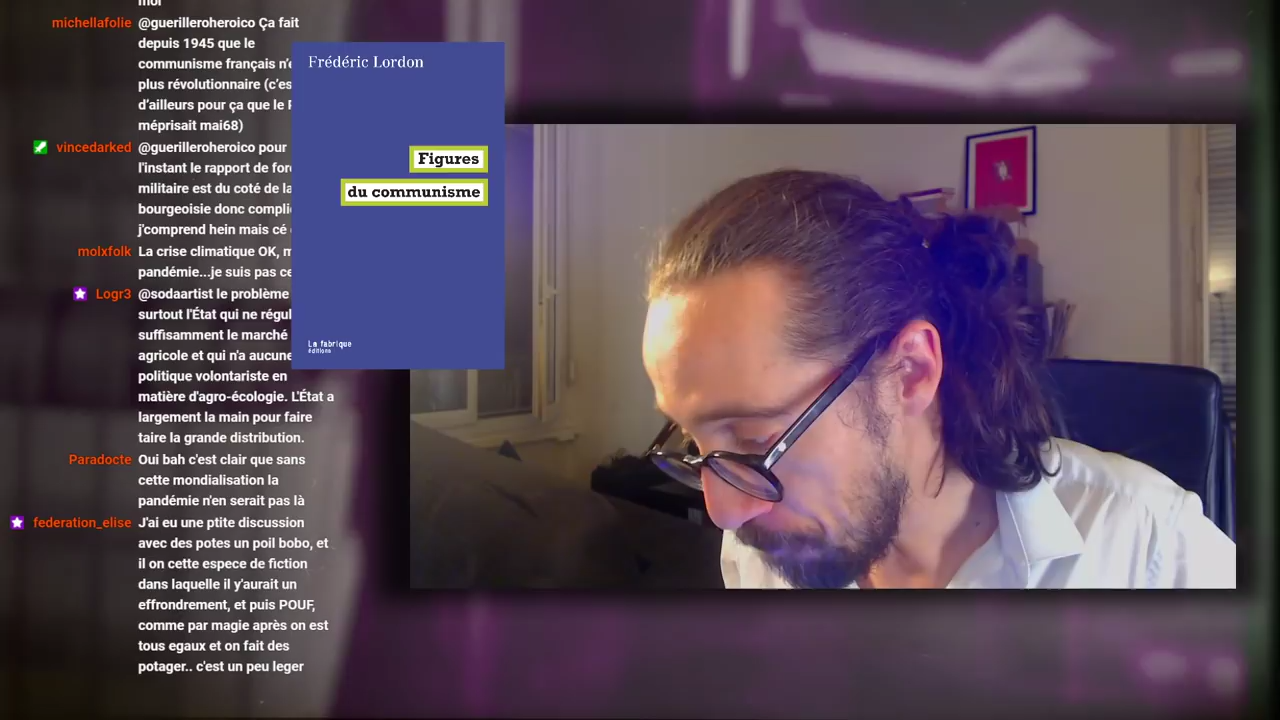 moi
michellafolie @guerilleroheroico Ça fait
depuis 1945 que le
communisme français
plus révolutionnaire
d'ailleurs pour ça que le
méprisait mai68)
vincedarked @guerilleroheroico pour
l'instant le rapport de
militaire est du coté de la
bourgeoisie donc
j'comprend hein mais cé
molxfolk La crise climatique OK,
pandémie...je suis pas
Logr3 @sodaartist le problème
surtout l'État qui ne
suffisamment le marché
agricole et qui n'a aucune
politique volontariste en
matière d'agro-écologie. L'État a
largement la main pour faire
taire la grande distribution.
Paradocte Oui bah c'est clair que sans
cette mondialisation la
pandémie n'en serait pas là
federation_elise J'ai eu une ptite discussion
avec des potes un poil bobo, et
il on cette espece de fiction
dans laquelle il y'aurait un
effrondrement, et puis POUF,
comme par magie après on est
tous egaux et on fait des
potager.. c'est un peu leger
Frédéric Lordon
Figures
du communisme
La fabrique
éditions